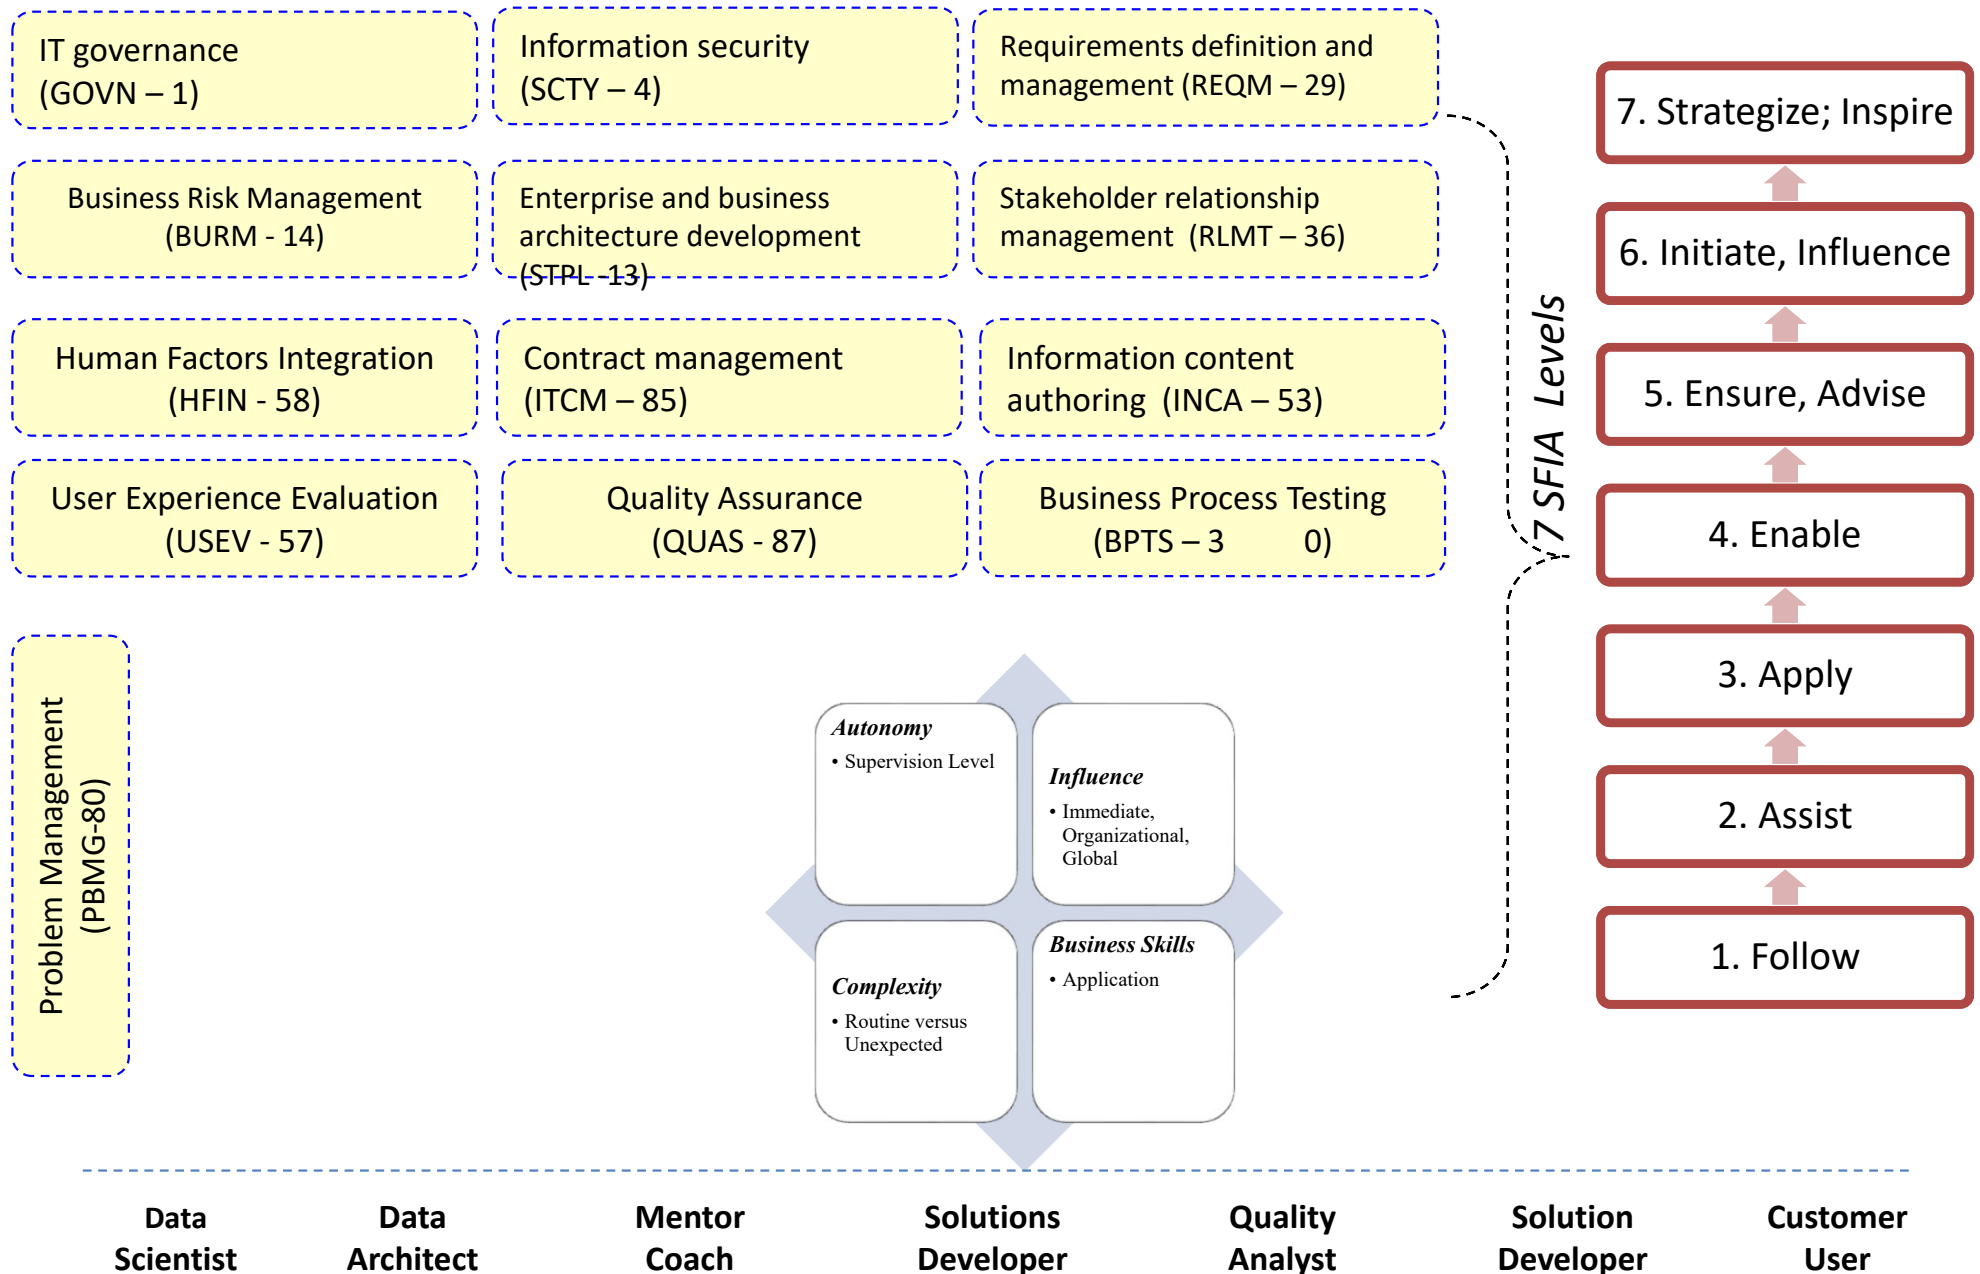 IT governance
(GOVN – 1)
Information security
(SCTY – 4)
Requirements definition and
management (REQM – 29)
Business Risk Management
(BURM - 14)
Enterprise and business
architecture development
(STPL -13)
Stakeholder relationship
management (RLMT – 36)
Human Factors Integration
(HFIN - 58)
Contract management
(ITCM – 85)
Information content
authoring (INCA – 53)
User Experience Evaluation
(USEV - 57)
Quality Assurance
(QUAS - 87)
Business Process Testing
(BPTS – 3 0)
Problem Management
(PBMG-80)
Autonomy
• Supervision Level
Influence
• Immediate,
Organizational,
Global
Complexity
• Routine versus
Unexpected
Business Skills
• Application
7 SFIA Levels
7. Strategize; Inspire
6. Initiate, Influence
5. Ensure, Advise
4. Enable
3. Apply
2. Assist
1. Follow
Data
Scientist
Data
Architect
Mentor
Coach
Solutions
Developer
Quality
Analyst
Solution
Developer
Customer
User